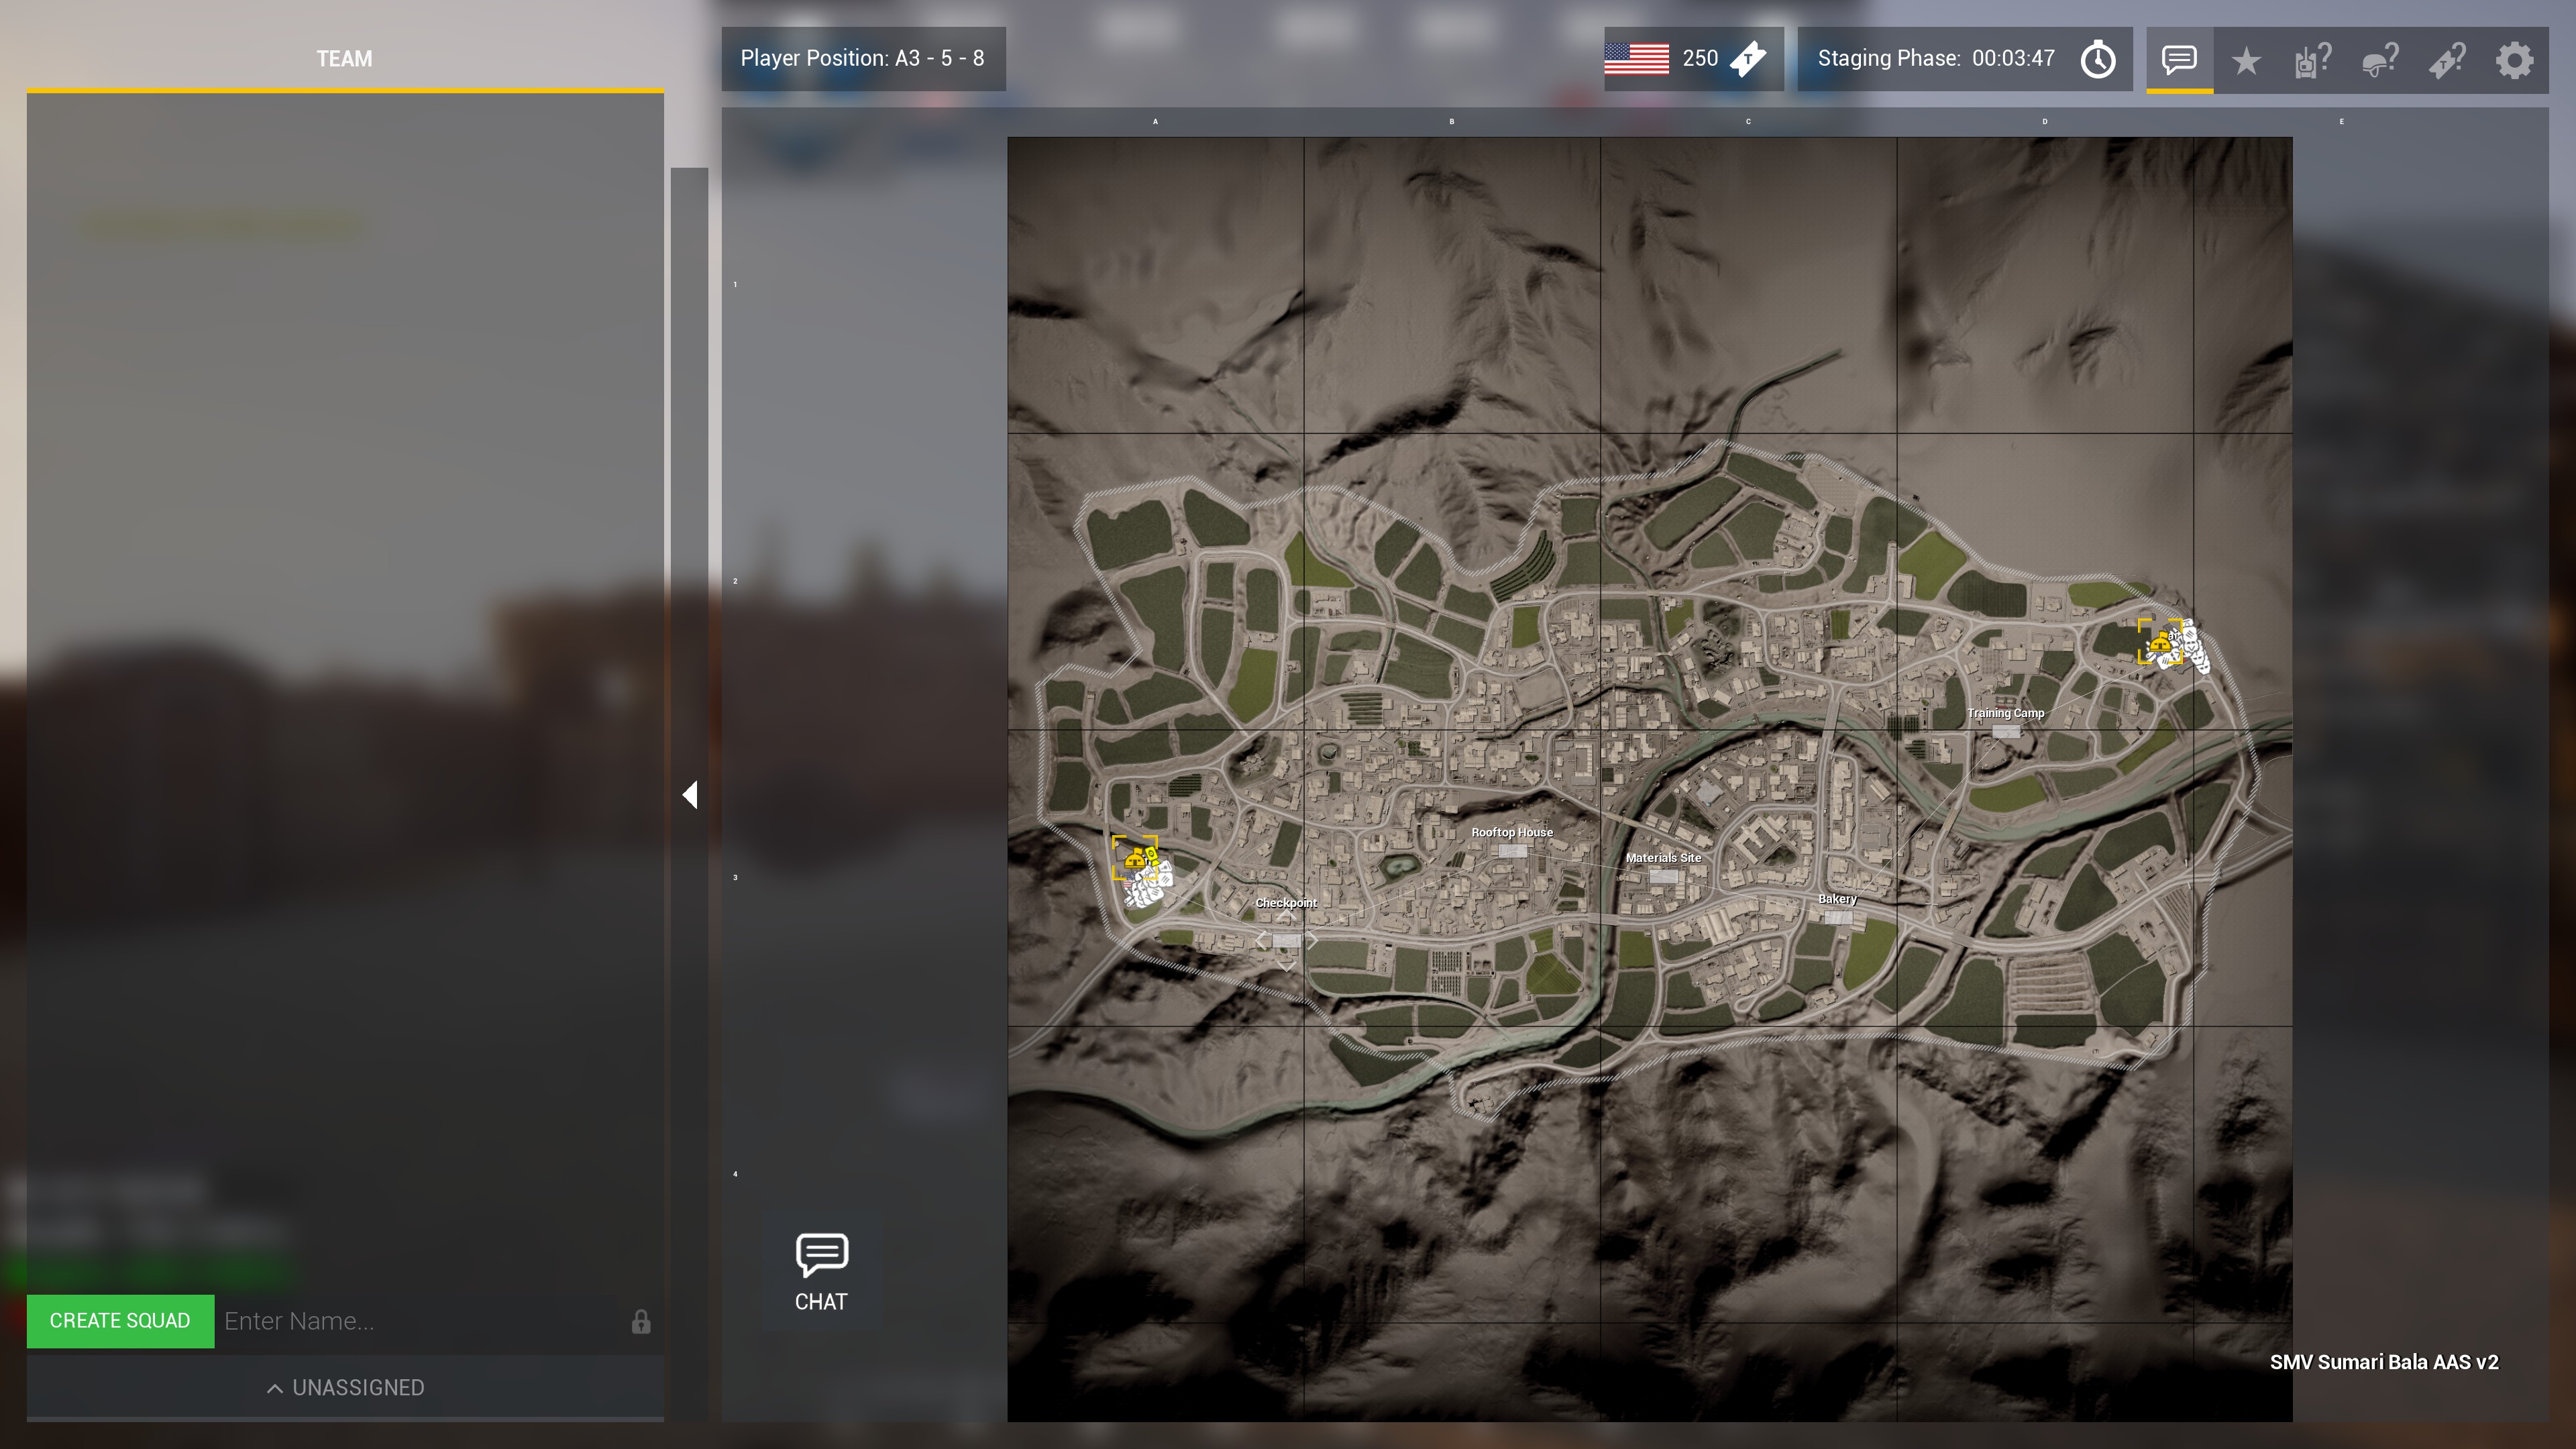 TEAM
Player Position: A3 - 5 - 8
250
Staging Phase: 00:03:47
A
B
C
D
E
1
2
3
4
Training Camp
Rooftop House
Materials Site
Bakery
Checkpoint
CHAT
CREATE SQUAD
Enter Name...
UNASSIGNED
SMV Sumari Bala AAS v2